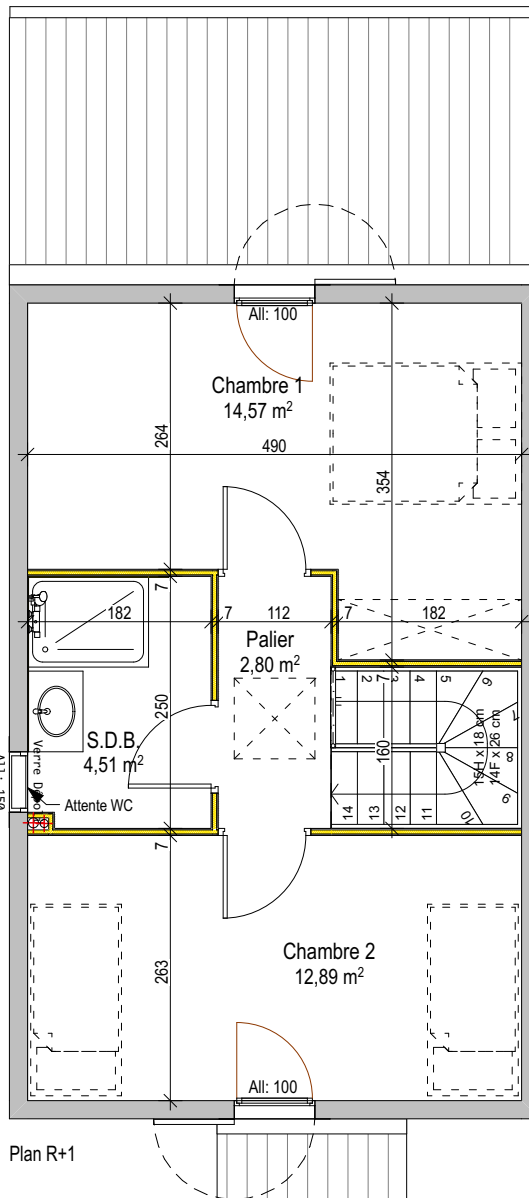 All: 100
Chambre 1
14,57 m²
264
490
354
7
182
7
112
7
182
Palier
2,80 m²
7
1
2
3
4
5
6
7
8
9
10
11
12
13
14
15H x 18 cm
14F x 26 cm
160
250
S.D.B.
4,51 m²
Attente WC
All: 150
7
263
Chambre 2
12,89 m²
All: 100
Plan R+1